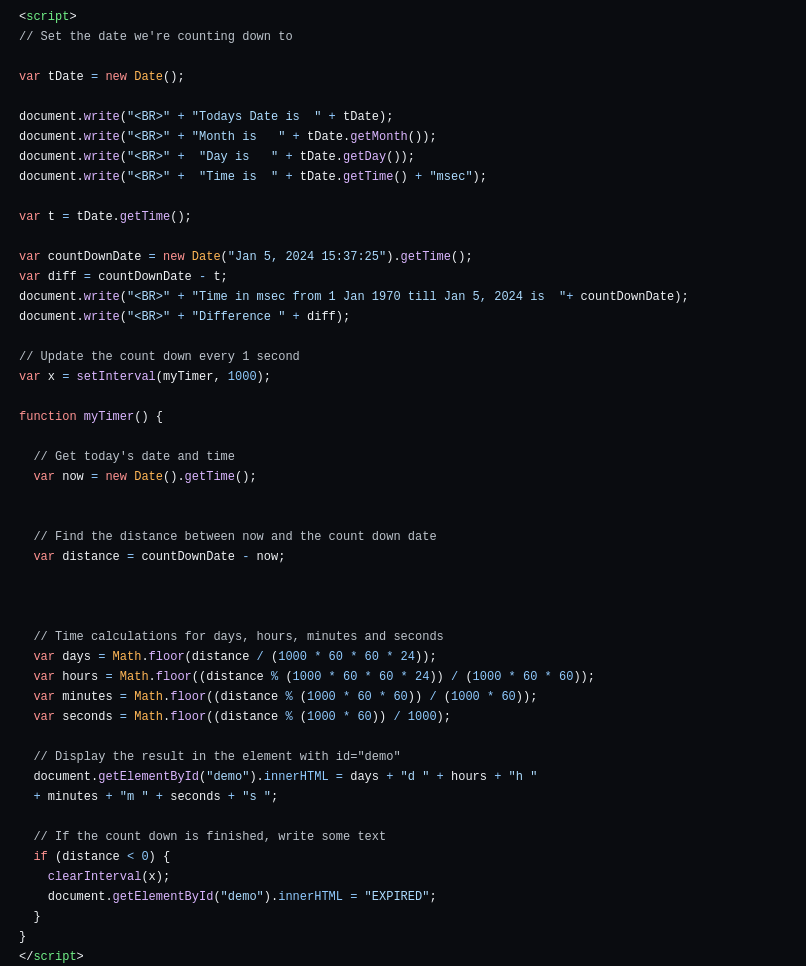 <script>
// Set the date we're counting down to

var tDate = new Date();

document.write("<BR>" + "Todays Date is  " + tDate);
document.write("<BR>" + "Month is   " + tDate.getMonth());
document.write("<BR>" +  "Day is   " + tDate.getDay());
document.write("<BR>" +  "Time is  " + tDate.getTime() + "msec");

var t = tDate.getTime();

var countDownDate = new Date("Jan 5, 2024 15:37:25").getTime();
var diff = countDownDate - t;
document.write("<BR>" + "Time in msec from 1 Jan 1970 till Jan 5, 2024 is  "+ countDownDate);
document.write("<BR>" + "Difference " + diff);

// Update the count down every 1 second
var x = setInterval(myTimer, 1000);

function myTimer() {

  // Get today's date and time
  var now = new Date().getTime();


  // Find the distance between now and the count down date
  var distance = countDownDate - now;



  // Time calculations for days, hours, minutes and seconds
  var days = Math.floor(distance / (1000 * 60 * 60 * 24));
  var hours = Math.floor((distance % (1000 * 60 * 60 * 24)) / (1000 * 60 * 60));
  var minutes = Math.floor((distance % (1000 * 60 * 60)) / (1000 * 60));
  var seconds = Math.floor((distance % (1000 * 60)) / 1000);

  // Display the result in the element with id="demo"
  document.getElementById("demo").innerHTML = days + "d " + hours + "h "
  + minutes + "m " + seconds + "s ";

  // If the count down is finished, write some text
  if (distance < 0) {
    clearInterval(x);
    document.getElementById("demo").innerHTML = "EXPIRED";
  }
}
</script>